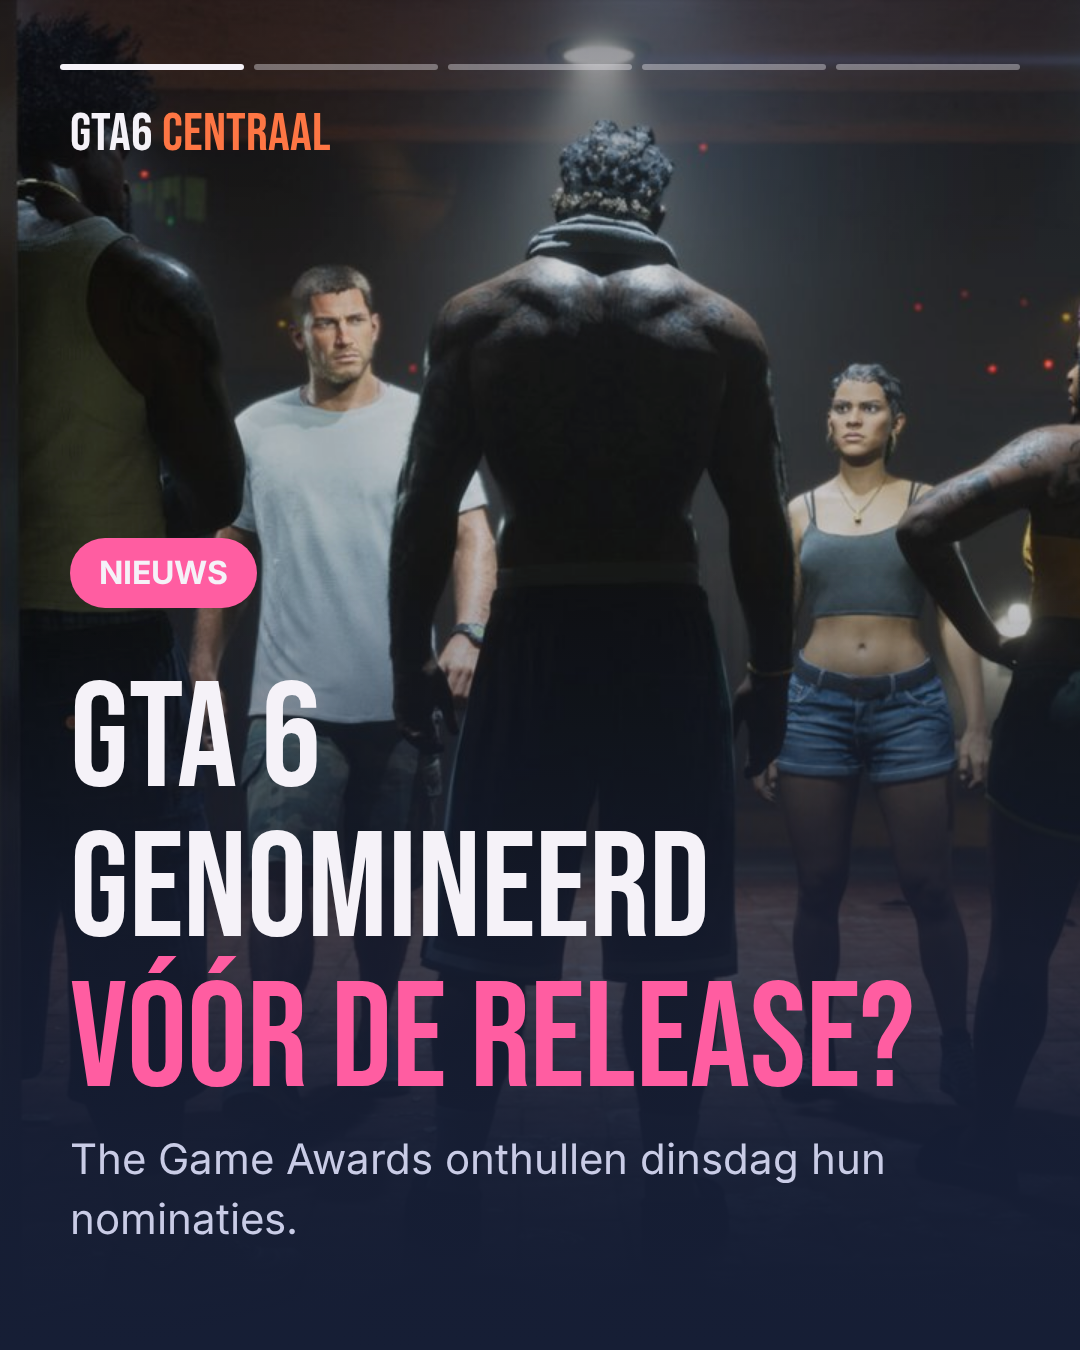 GTA6 CENTRAAL
NIEUWS
GTA 6
GENOMINEERD
VÓÓR DE RELEASE?
The Game Awards onthullen dinsdag hun
nominaties.